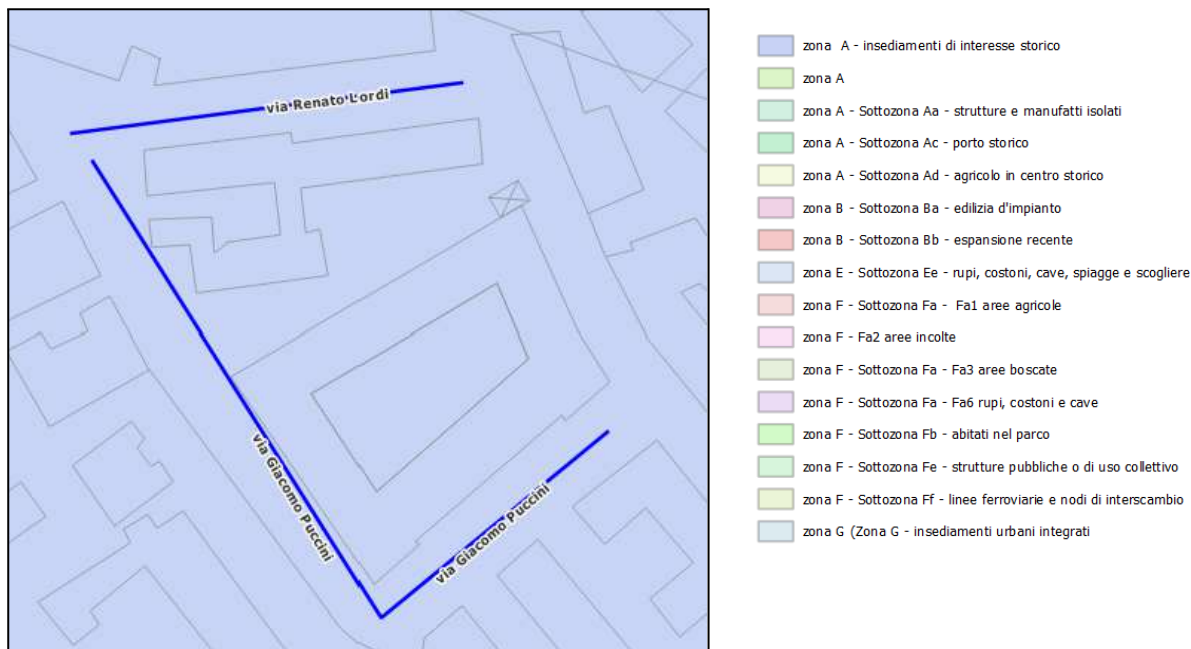 via Renato Lordi
via Giacomo Puccini
via Giacomo Puccini
zona A - insediamenti di interesse storico
zona A
zona A - Sottozona Aa - strutture e manufatti isolati
zona A - Sottozona Ac - porto storico
zona A - Sottozona Ad - agricolo in centro storico
zona B - Sottozona Ba - edilizia d'impianto
zona B - Sottozona Bb - espansione recente
zona E - Sottozona Ee - rupi, costoni, cave, spiagge e scogliere
zona F - Sottozona Fa - Fa1 aree agricole
zona F - Fa2 aree incolte
zona F - Sottozona Fa - Fa3 aree boscate
zona F - Sottozona Fa - Fa6 rupi, costoni e cave
zona F - Sottozona Fb - abitati nel parco
zona F - Sottozona Fe - strutture pubbliche o di uso collettivo
zona F - Sottozona Ff - linee ferroviarie e nodi di interscambio
zona G (Zona G - insediamenti urbani integrati